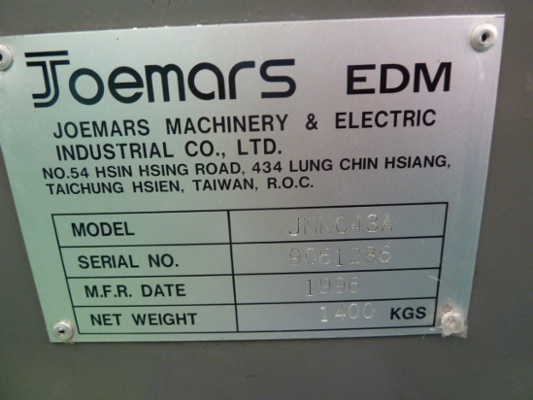 Joemars EDM
JOEMARS MACHINERY & ELECTRIC
INDUSTRIAL CO., LTD.
NO.54 HSIN HSING ROAD, 434 LUNG CHIN HSIANG,
TAICHUNG HSIEN, TAIWAN, R.O.C.
MODEL
SERIAL NO.
M.F.R. DATE 1996
NET WEIGHT 1400 KGS